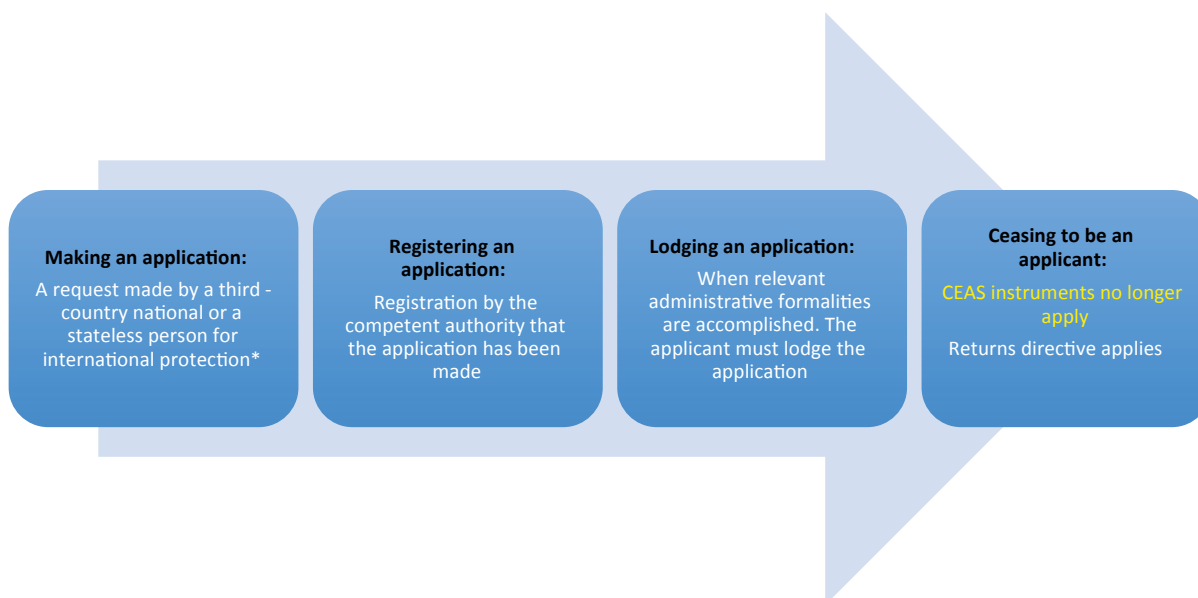 Making an application:
A request made by a third -
country national or a
stateless person for
international protection*
Registering an
application:
Registration by the
competent authority that
the application has been
made
Lodging an application:
When relevant
administrative formalities
are accomplished. The
applicant must lodge the
application
Ceasing to be an
applicant:
CEAS instruments no longer
apply
Returns directive applies